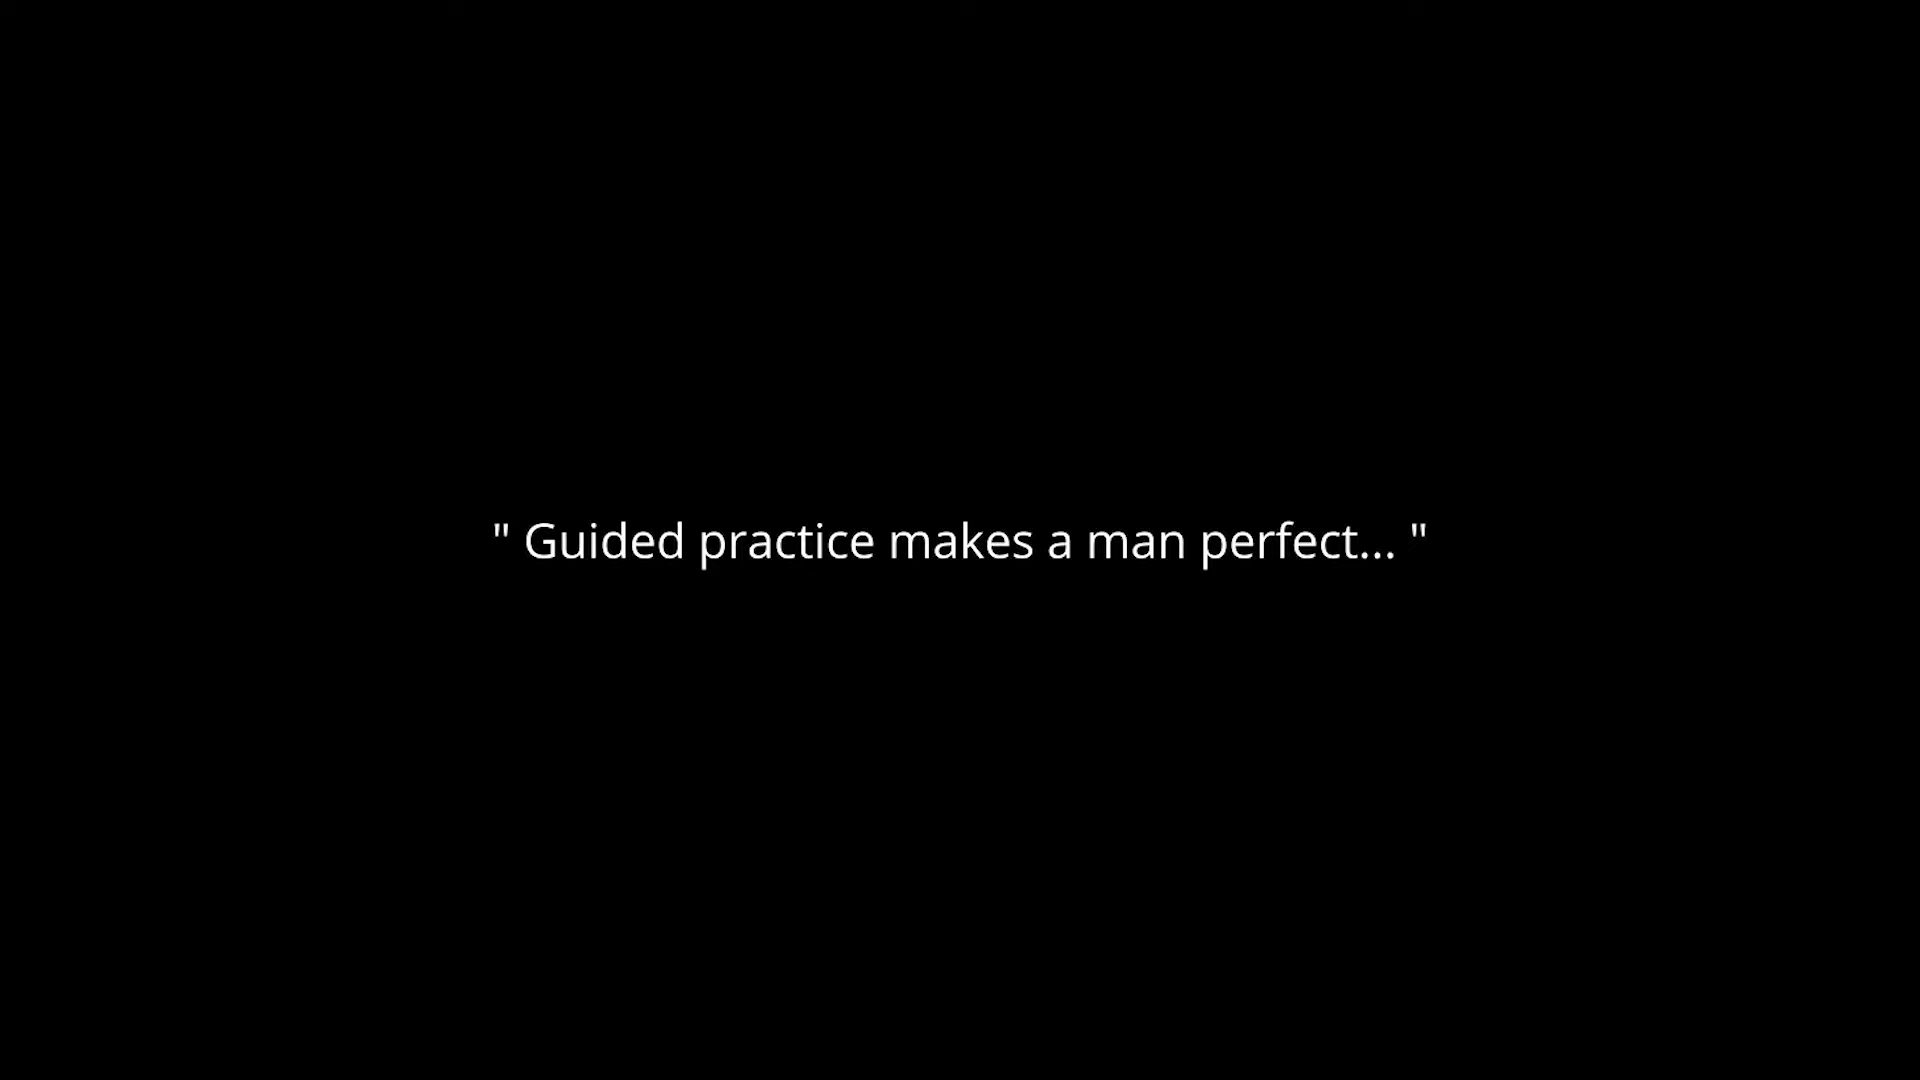 " Guided practice makes a man perfect... "